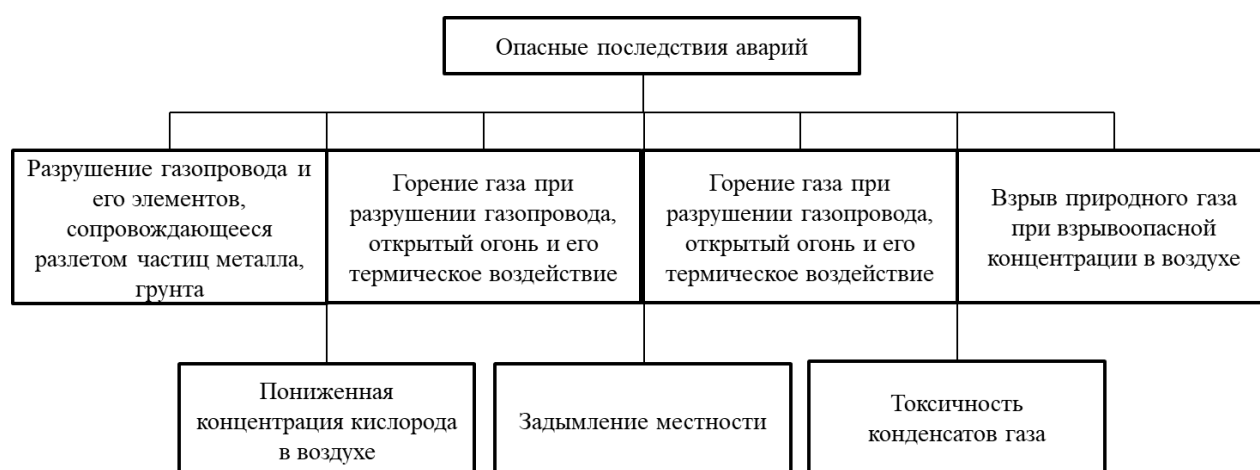 Опасные последствия аварий
Разрушение газопровода и
его элементов,
сопровождающееся
разлетом частиц металла,
грунта
Горение газа при
разрушении газопровода,
открытый огонь и его
термическое воздействие
Горение газа при
разрушении газопровода,
открытый огонь и его
термическое воздействие
Взрыв природного газа
при взрывоопасной
концентрации в воздухе
Пониженная
концентрация кислорода
в воздухе
Задымление местности
Токсичность
конденсатов газа